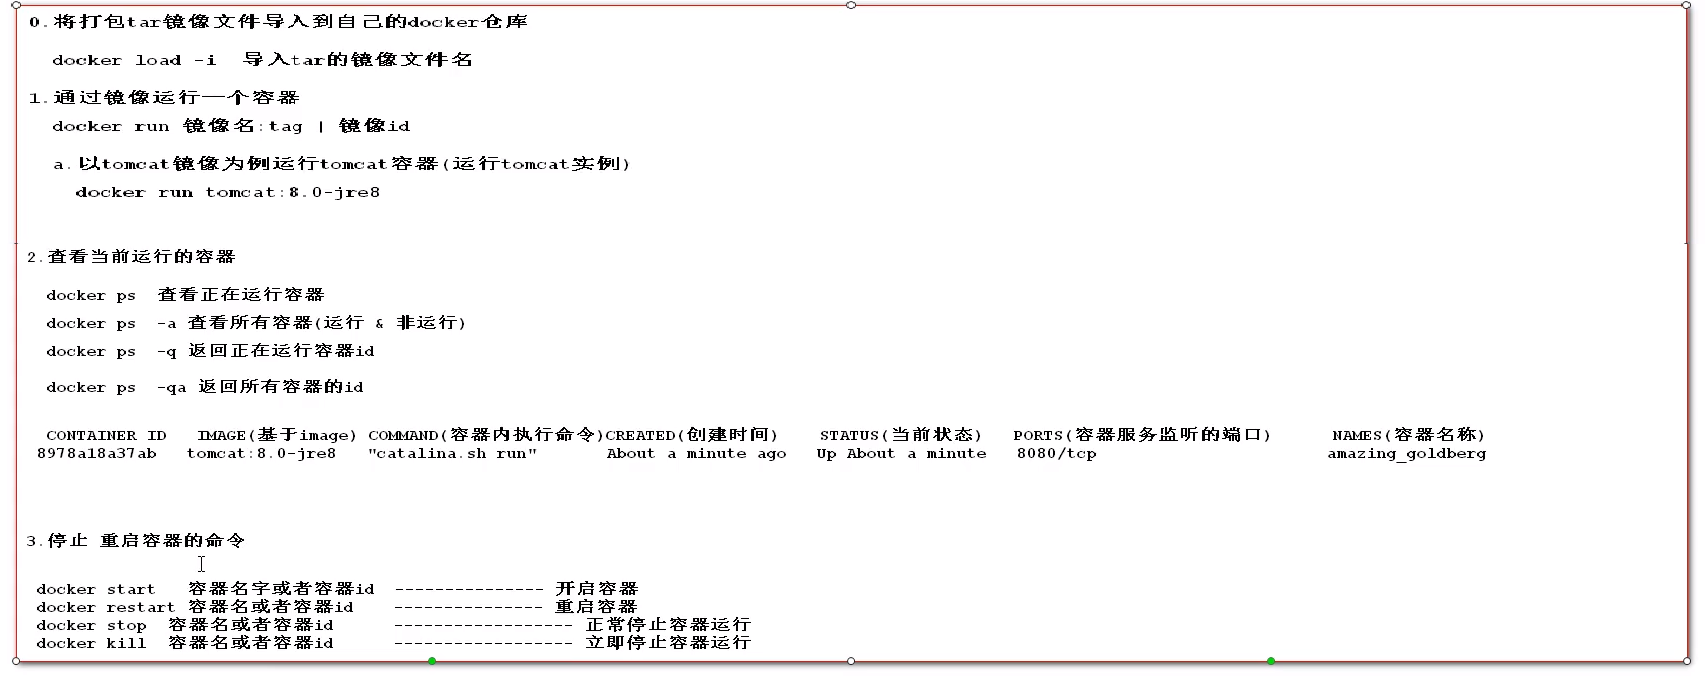 0.将打包tar镜像文件导入到自己的docker仓库
docker load -i 导入tar的镜像文件名
1.通过镜像运行一个容器
docker run 镜像名:tag | 镜像id
a.以tomcat镜像为例运行tomcat容器(运行tomcat实例)
docker run tomcat:8.0-jre8
2.查看当前运行的容器
docker ps 查看正在运行容器
docker ps -a 查看所有容器(运行 & 非运行)
docker ps -q 返回正在运行容器id
docker ps -qa 返回所有容器的id
CONTAINER ID IMAGE(基于image) COMMAND(容器内执行命令)CREATED(创建时间) STATUS(当前状态) PORTS(容器服务监听的端口) NAMES(容器名称)
8978a18a37ab tomcat:8.0-jre8 "catalina.sh run" About a minute ago Up About a minute 8080/tcp amazing_goldberg
3.停止 重启容器的命令
docker start 容器名字或者容器id --------------- 开启容器
docker restart 容器名或者容器id --------------- 重启容器
docker stop 容器名或者容器id ------------------ 正常停止容器运行
docker kill 容器名或者容器id ------------------ 立即停止容器运行